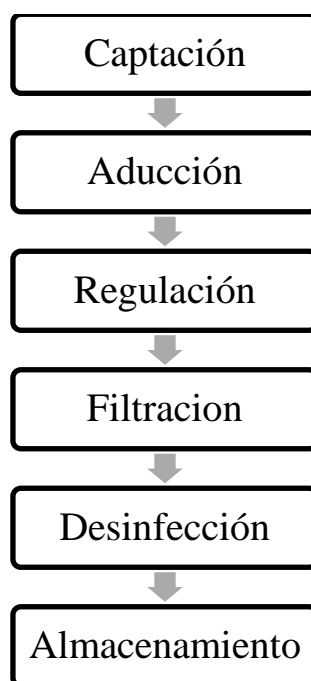 Captación
Aducción
Regulación
Filtracion
Desinfección
Almacenamiento